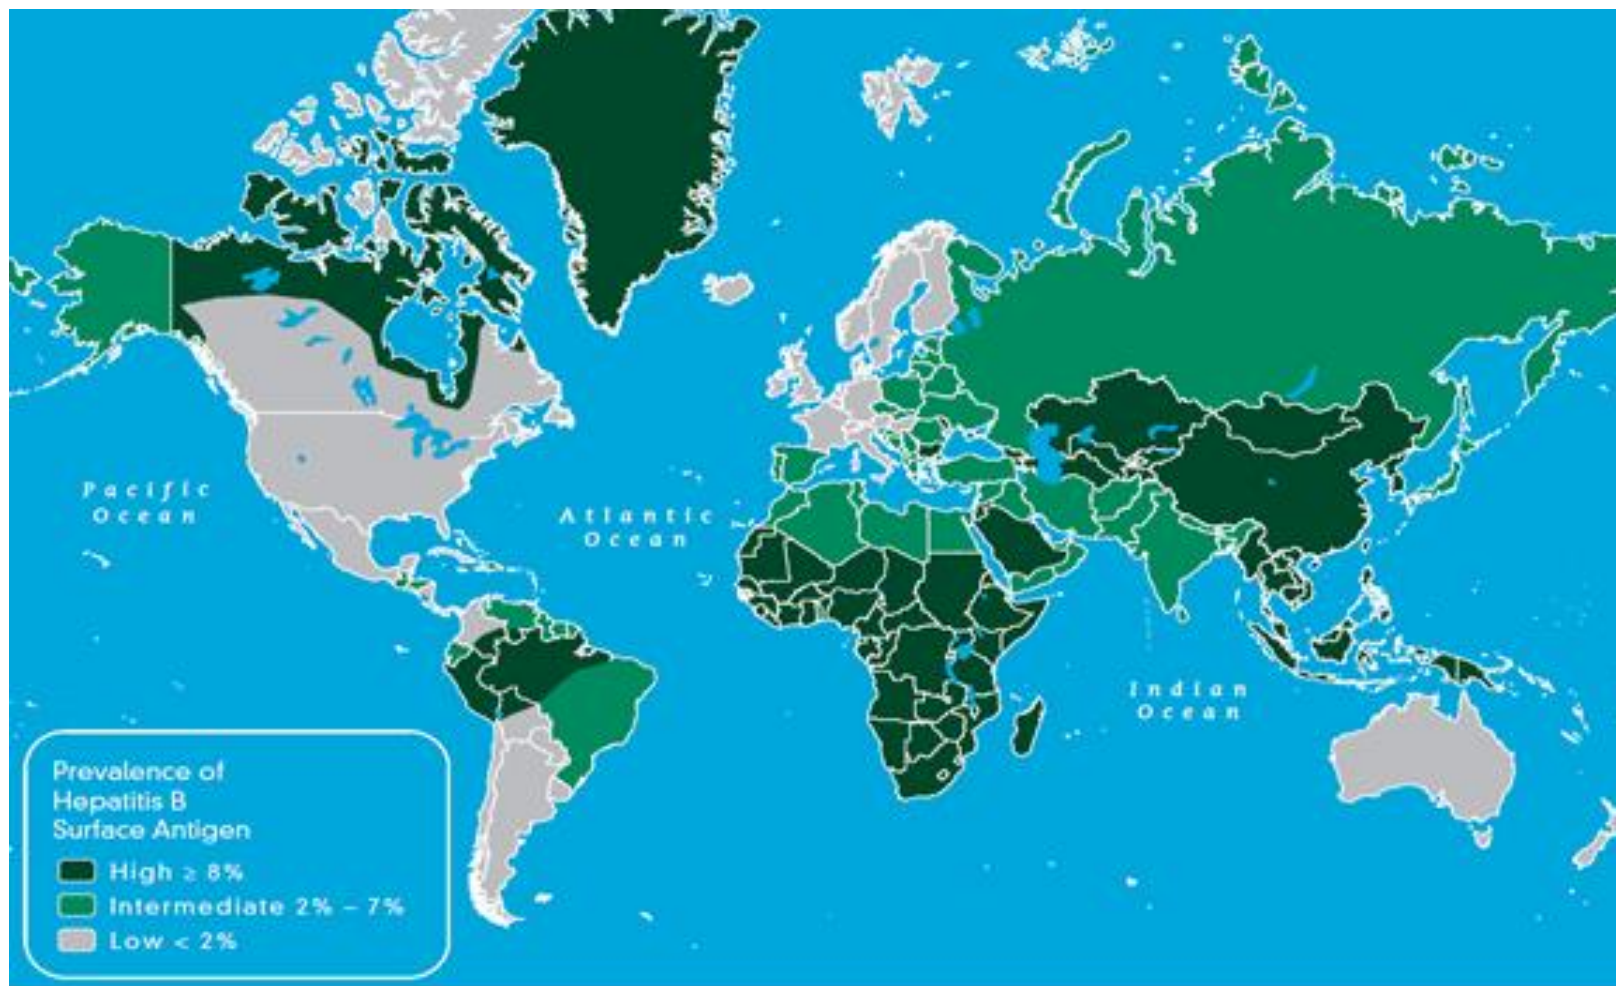 Pacific
Ocean
Atlantic
Ocean
Indian
Ocean
Prevalence of
Hepatitis B
Surface Antigen
High ≥ 8%
Intermediate 2% – 7%
Low < 2%